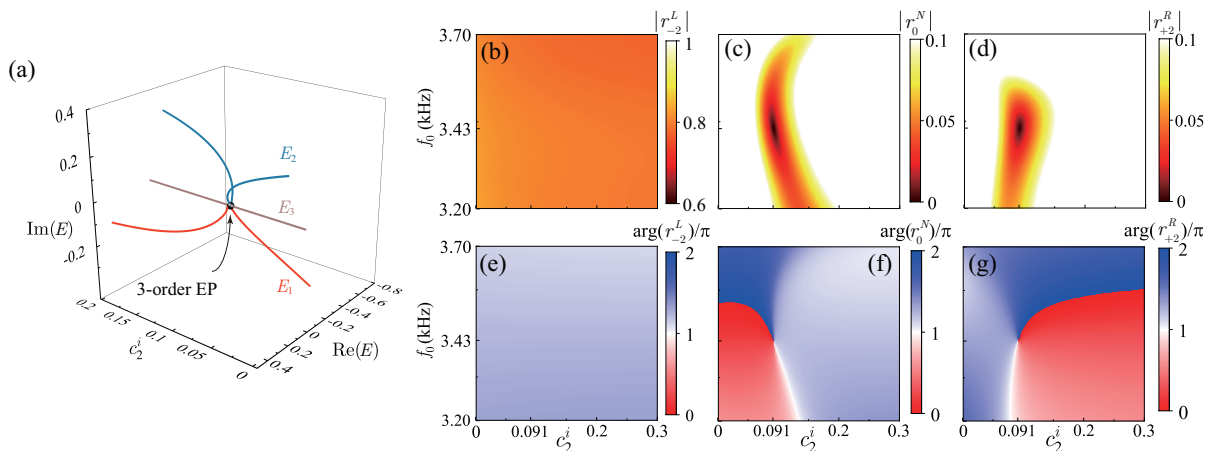 (a)
0.4
0.2
0
-0.2
Im(E)
E₂
E₃
E₁
3-order EP
0.2
0.15
0.1
0.05
0
c₂ⁱ
-0.8
-0.6
-0.4
-0.2
0
0.2
0.4
Re(E)
(b)
|r₋₂ᴸ|
3.70
3.43
3.20
f₀ (kHz)
1
0.8
0.6
(c)
|r₀ᴺ|
0.1
0.05
0
(d)
|r₊₂ᴿ|
0.1
0.05
0
(e)
arg(r₋₂ᴸ)/π
3.70
3.43
3.20
f₀ (kHz)
2
1
0
0
0.091
0.2
0.3
c₂ⁱ
(f)
arg(r₀ᴺ)/π
2
1
0
0
0.091
0.2
0.3
c₂ⁱ
(g)
arg(r₊₂ᴿ)/π
2
1
0
0
0.091
0.2
0.3
c₂ⁱ